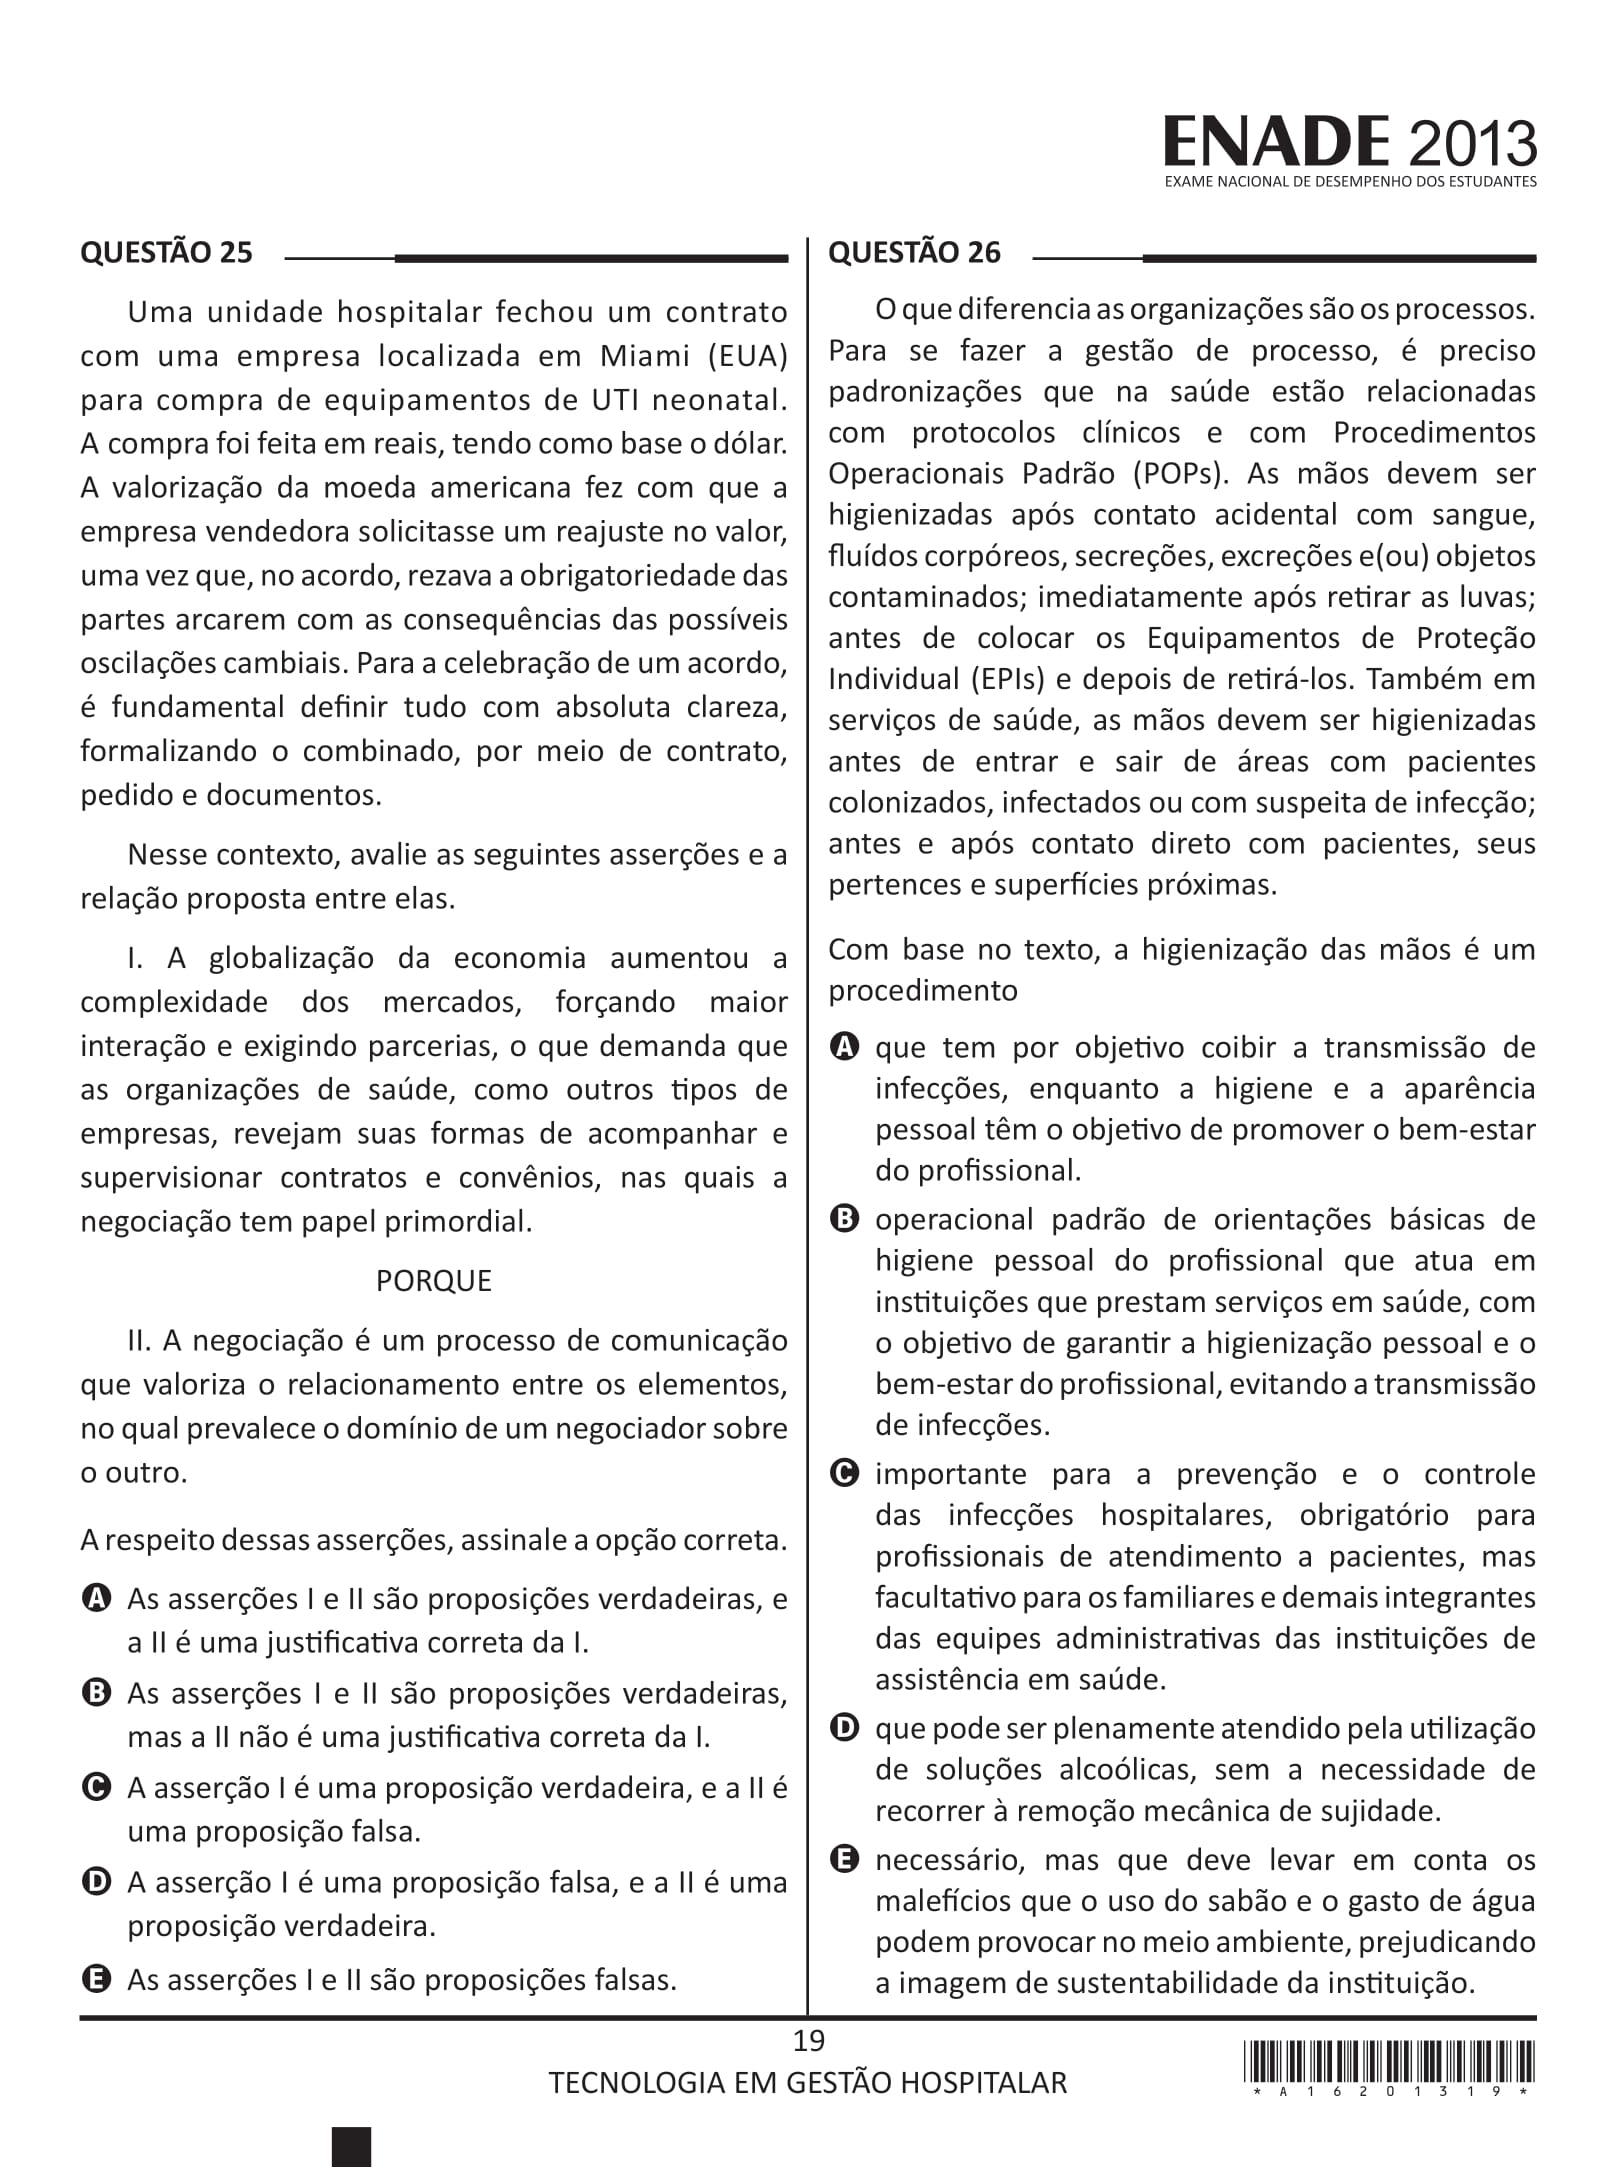 ENADE 2013
EXAME NACIONAL DE DESEMPENHO DOS ESTUDANTES
QUESTÃO 25
Uma unidade hospitalar fechou um contrato
com uma empresa localizada em Miami (EUA)
para compra de equipamentos de UTI neonatal.
A compra foi feita em reais, tendo como base o dólar.
A valorização da moeda americana fez com que a
empresa vendedora solicitasse um reajuste no valor,
uma vez que, no acordo, rezava a obrigatoriedade das
partes arcarem com as consequências das possíveis
oscilações cambiais. Para a celebração de um acordo,
é fundamental definir tudo com absoluta clareza,
formalizando o combinado, por meio de contrato,
pedido e documentos.
Nesse contexto, avalie as seguintes asserções e a
relação proposta entre elas.
I. A globalização da economia aumentou a
complexidade dos mercados, forçando maior
interação e exigindo parcerias, o que demanda que
as organizações de saúde, como outros tipos de
empresas, revejam suas formas de acompanhar e
supervisionar contratos e convênios, nas quais a
negociação tem papel primordial.
PORQUE
II. A negociação é um processo de comunicação
que valoriza o relacionamento entre os elementos,
no qual prevalece o domínio de um negociador sobre
o outro.
A respeito dessas asserções, assinale a opção correta.
A As asserções I e II são proposições verdadeiras, e
a II é uma justificativa correta da I.
B As asserções I e II são proposições verdadeiras,
mas a II não é uma justificativa correta da I.
C A asserção I é uma proposição verdadeira, e a II é
uma proposição falsa.
D A asserção I é uma proposição falsa, e a II é uma
proposição verdadeira.
E As asserções I e II são proposições falsas.
QUESTÃO 26
O que diferencia as organizações são os processos.
Para se fazer a gestão de processo, é preciso
padronizações que na saúde estão relacionadas
com protocolos clínicos e com Procedimentos
Operacionais Padrão (POPs). As mãos devem ser
higienizadas após contato acidental com sangue,
fluídos corpóreos, secreções, excreções e(ou) objetos
contaminados; imediatamente após retirar as luvas;
antes de colocar os Equipamentos de Proteção
Individual (EPIs) e depois de retirá-los. Também em
serviços de saúde, as mãos devem ser higienizadas
antes de entrar e sair de áreas com pacientes
colonizados, infectados ou com suspeita de infecção;
antes e após contato direto com pacientes, seus
pertences e superfícies próximas.
Com base no texto, a higienização das mãos é um
procedimento
A que tem por objetivo coibir a transmissão de
infecções, enquanto a higiene e a aparência
pessoal têm o objetivo de promover o bem-estar
do profissional.
B operacional padrão de orientações básicas de
higiene pessoal do profissional que atua em
instituições que prestam serviços em saúde, com
o objetivo de garantir a higienização pessoal e o
bem-estar do profissional, evitando a transmissão
de infecções.
C importante para a prevenção e o controle
das infecções hospitalares, obrigatório para
profissionais de atendimento a pacientes, mas
facultativo para os familiares e demais integrantes
das equipes administrativas das instituições de
assistência em saúde.
D que pode ser plenamente atendido pela utilização
de soluções alcoólicas, sem a necessidade de
recorrer à remoção mecânica de sujidade.
E necessário, mas que deve levar em conta os
malefícios que o uso do sabão e o gasto de água
podem provocar no meio ambiente, prejudicando
a imagem de sustentabilidade da instituição.
19
TECNOLOGIA EM GESTÃO HOSPITALAR
*A16201319*